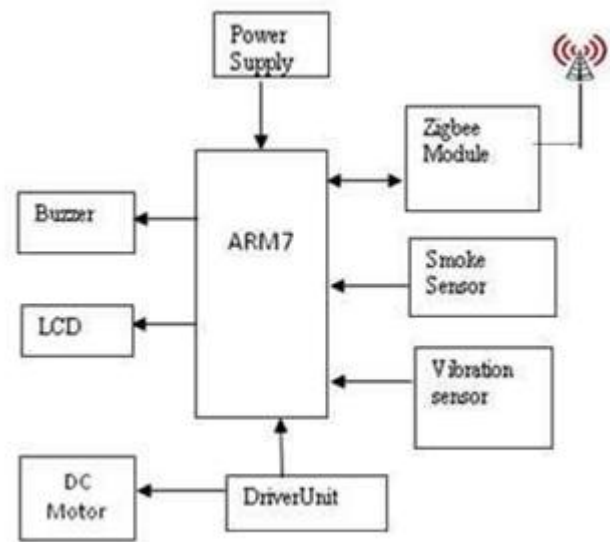 Power
Supply
Zigbee
Module
Buzzer
ARM7
Smoke
Sensor
LCD
Vibration
sensor
DC
Motor
DriverUnit